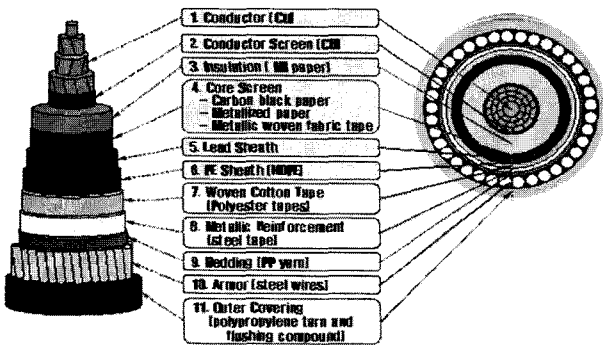 1. Conductor (Cu)
2. Conductor Screen (CB)
3. Insulation ( MI paper)
4. Core Screen
– Carbon black paper
– Metallized paper
– Metallic woven fabric tape
5. Lead Sheath
6. PE Sheath (HDPE)
7. Woven Cotton Tape
(Polyester tapes)
8. Metallic Reinforcement
(steel tape)
9. Bedding (PP yarn)
10. Armor (steel wires)
11. Outer Covering
(polypropylene turn and
flushing compound)